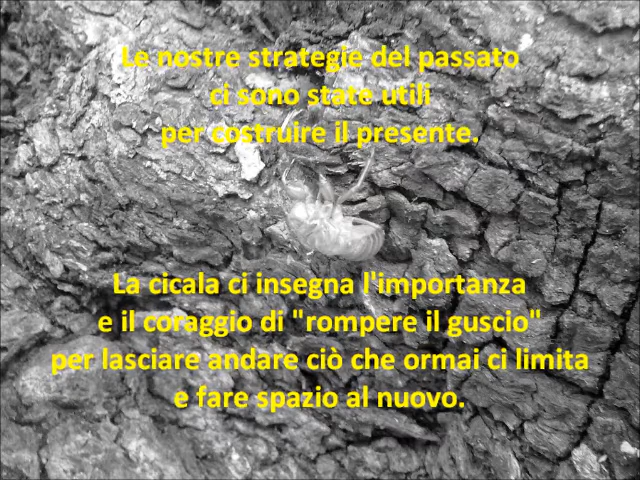 Le nostre strategie del passato
ci sono state utili
per costruire il presente.
La cicala ci insegna l'importanza
e il coraggio di "rompere il guscio"
per lasciare andare ciò che ormai ci limita
e fare spazio al nuovo.